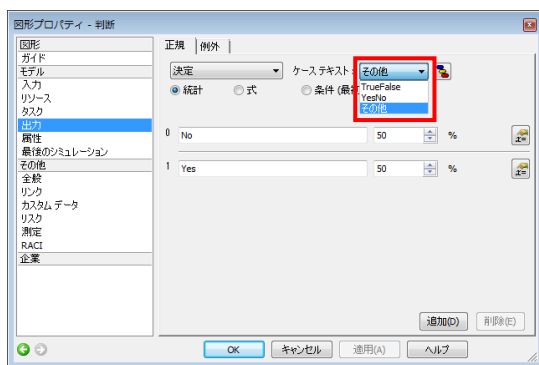 図形プロパティ - 判断
図形
ガイド
モデル
入力
リソース
タスク
出力
属性
最後のシミュレーション
その他
全般
リンク
カスタム データ
リスク
測定
RACI
企業
正規
例外
決定
ケース テキスト:
その他
TrueFalse
YesNo
その他
統計
式
条件 (最初
0
No
50
%
1
Yes
50
%
追加(D)
削除(E)
OK
キャンセル
適用(A)
ヘルプ